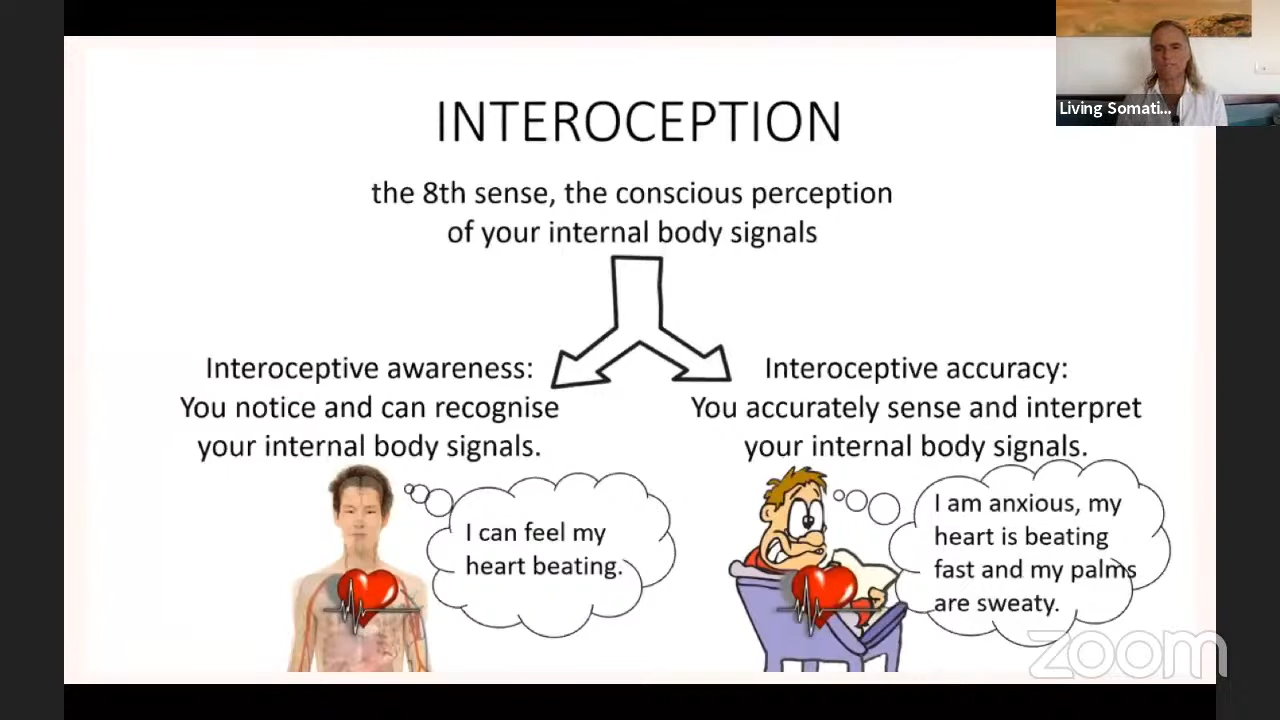 INTEROCEPTION
the 8th sense, the conscious perception
of your internal body signals
Interoceptive awareness:
You notice and can recognise
your internal body signals.
I can feel my
heart beating.
Interoceptive accuracy:
You accurately sense and interpret
your internal body signals.
I am anxious, my
heart is beating
fast and my palms
are sweaty.
Living Somati...
zoom